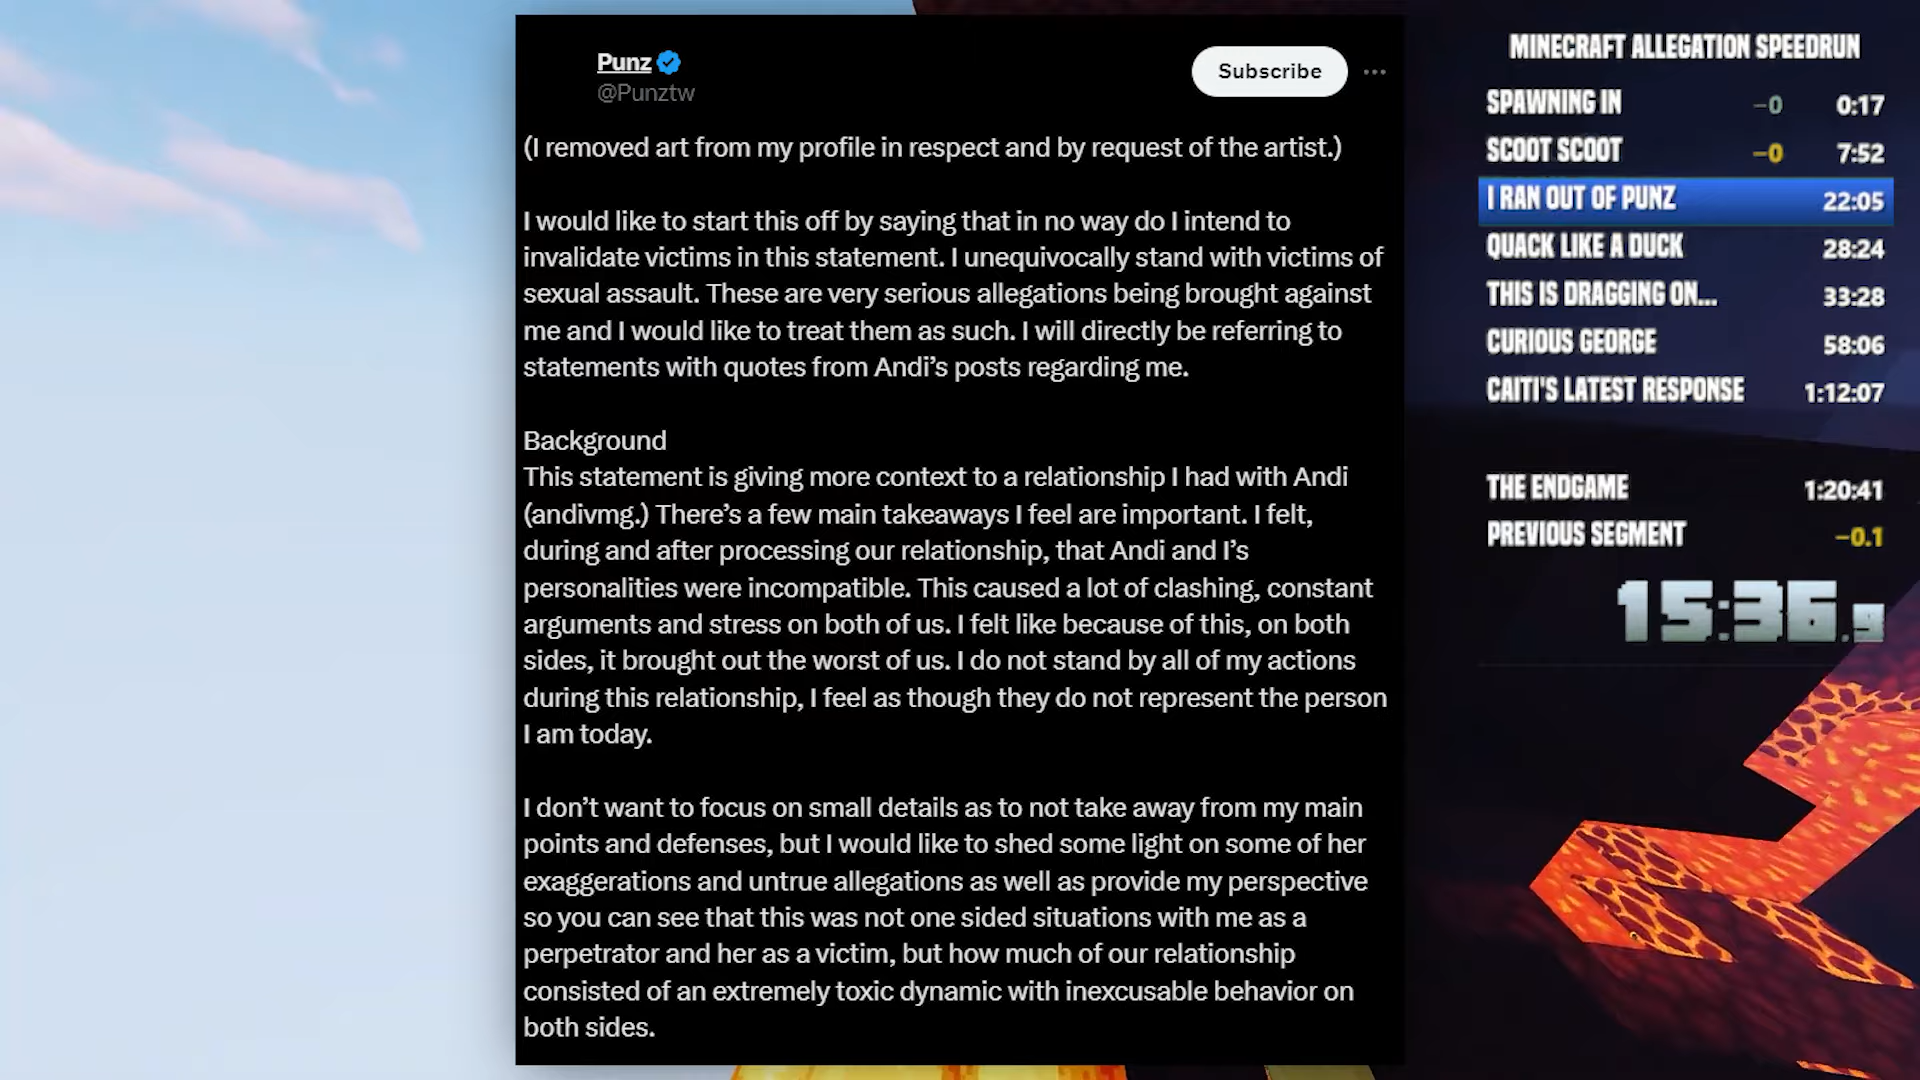 Punz
@Punztw
Subscribe
(I removed art from my profile in respect and by request of the artist.)
I would like to start this off by saying that in no way do I intend to
invalidate victims in this statement. I unequivocally stand with victims of
sexual assault. These are very serious allegations being brought against
me and I would like to treat them as such. I will directly be referring to
statements with quotes from Andi’s posts regarding me.
Background
This statement is giving more context to a relationship I had with Andi
(andivmg.) There’s a few main takeaways I feel are important. I felt,
during and after processing our relationship, that Andi and I’s
personalities were incompatible. This caused a lot of clashing, constant
arguments and stress on both of us. I felt like because of this, on both
sides, it brought out the worst of us. I do not stand by all of my actions
during this relationship, I feel as though they do not represent the person
I am today.
I don’t want to focus on small details as to not take away from my main
points and defenses, but I would like to shed some light on some of her
exaggerations and untrue allegations as well as provide my perspective
so you can see that this was not one sided situations with me as a
perpetrator and her as a victim, but how much of our relationship
consisted of an extremely toxic dynamic with inexcusable behavior on
both sides.
MINECRAFT ALLEGATION SPEEDRUN
SPAWNING IN -0 0:17
SCOOT SCOOT -0 7:52
I RAN OUT OF PUNZ 22:05
QUACK LIKE A DUCK 28:24
THIS IS DRAGGING ON... 33:28
CURIOUS GEORGE 58:06
CAITI'S LATEST RESPONSE 1:12:07
THE ENDGAME 1:20:41
PREVIOUS SEGMENT -0.1
15:36.9